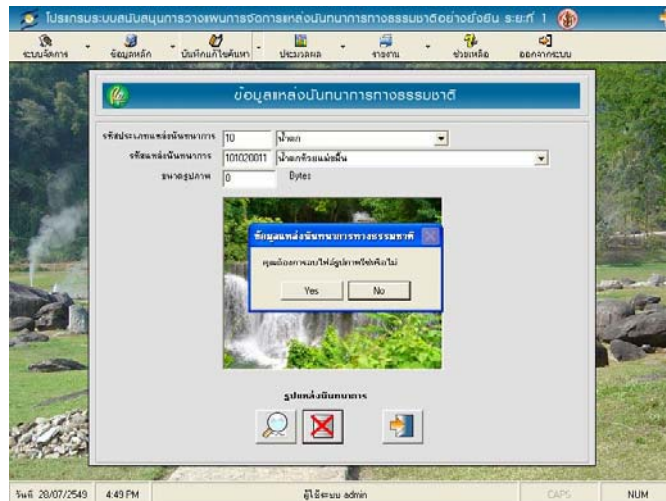 โปรแกรมระบบสนับสนุนการวางแผนการจัดการแหล่งนันทนาการทางธรรมชาติอย่างยั่งยืน ระยะที่ 1
ระบบจัดการ ข้อมูลหลัก บันทึกแก้ไขค้นหา ประมวลผล รายงาน ช่วยเหลือ ออกจากระบบ
ข้อมูลแหล่งนันทนาการทางธรรมชาติ
รหัสประเภทแหล่งนันทนาการ 10 น้ำตก
รหัสแหล่งนันทนาการ 101020011 น้ำตกห้วยแม่ขมิ้น
ขนาดรูปภาพ 0 Bytes
ข้อมูลแหล่งนันทนาการทางธรรมชาติ
คุณต้องการลบไฟล์รูปภาพใช่หรือไม่
Yes No
รูปแหล่งนันทนาการ
วันที่ 28/07/2549 4:49 PM ผู้ใช้ระบบ admin CAPS NUM